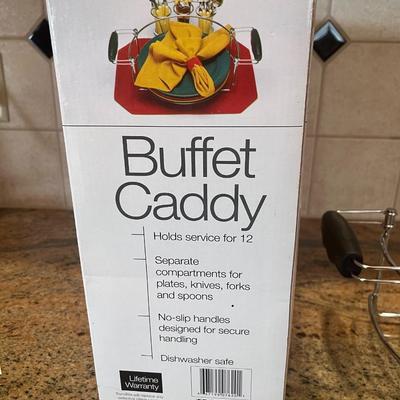 Buffet
Caddy
Holds service for 12
Separate
compartments for
plates, knives, forks
and spoons
No-slip handles
designed for secure
handling
Dishwasher safe
Lifetime
Warranty